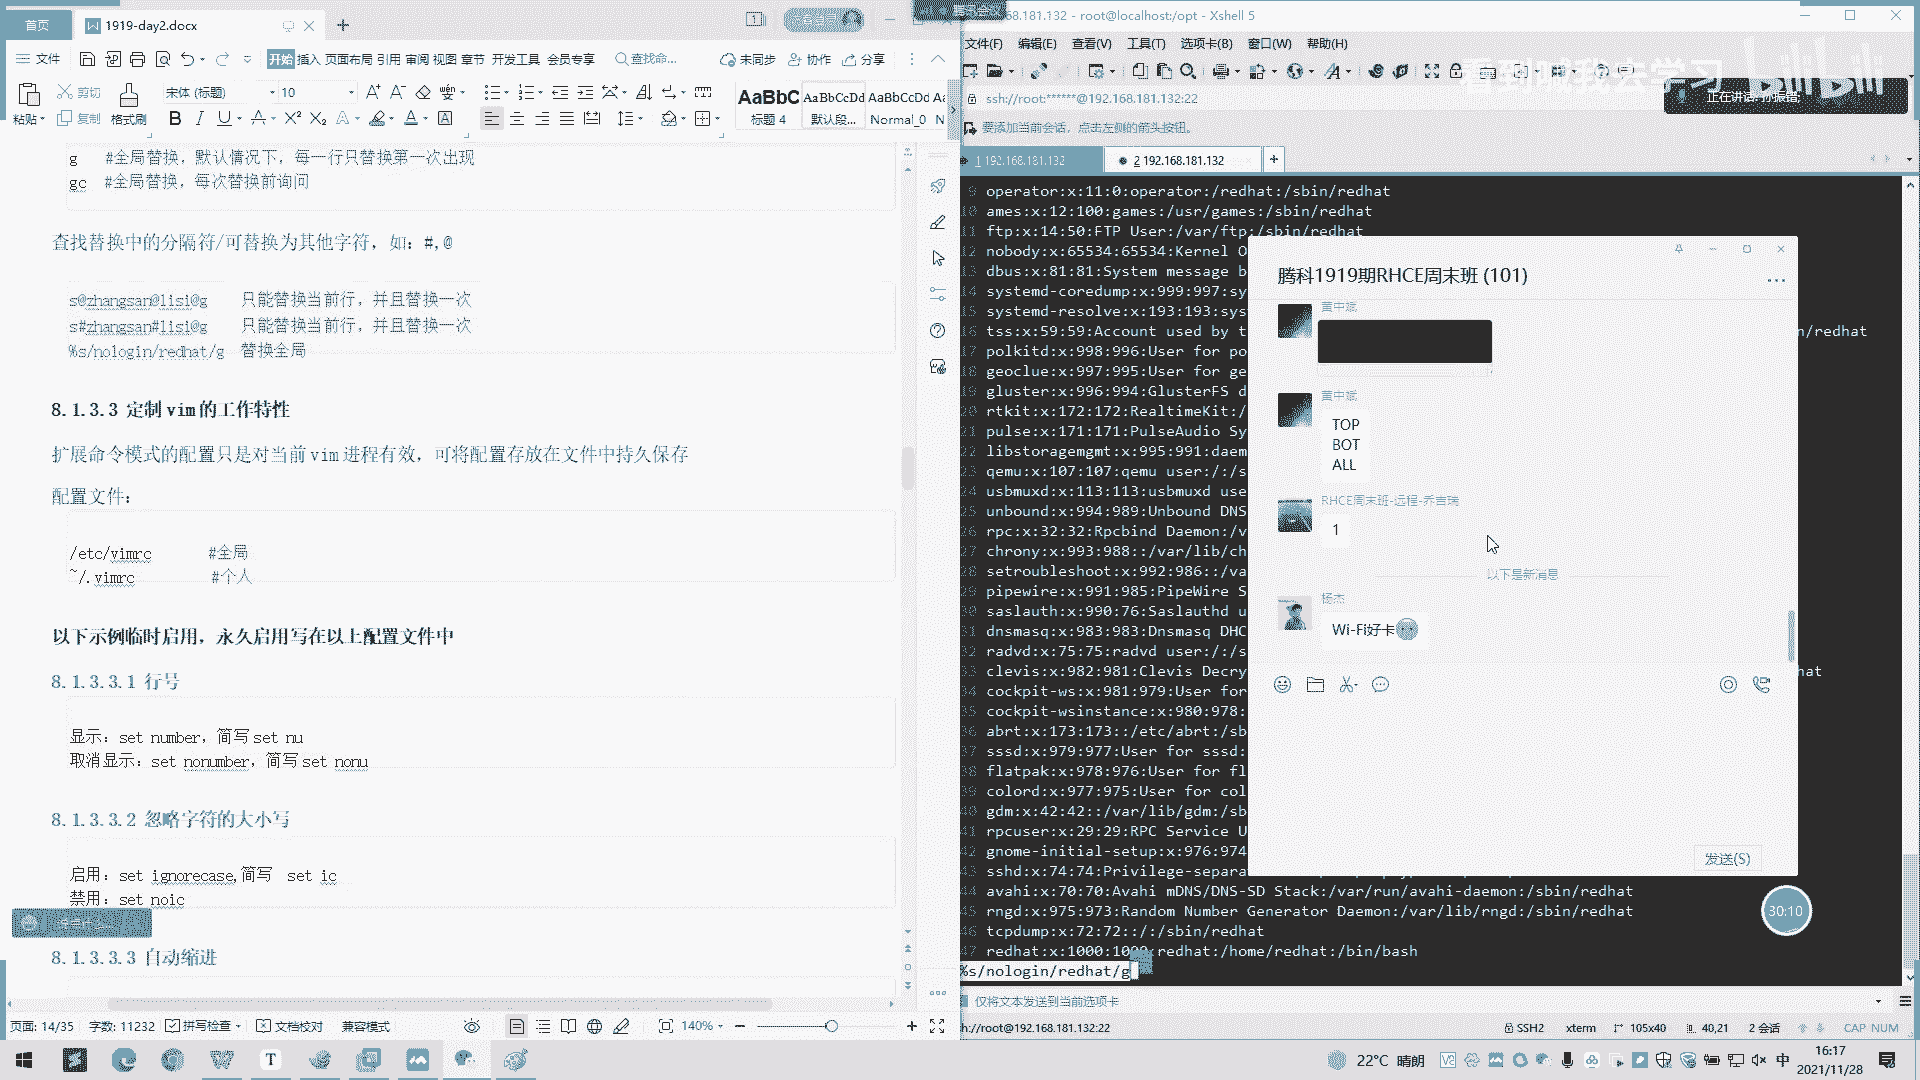 首页
1919-day2.docx
文件
开始 插入 页面布局 引用 审阅 视图 章节 开发工具 会员专享
查找命...
未同步 协作 分享
粘贴 剪切 复制 格式刷
宋体 (标题) 10
AaBbC AaBbCcDd AaBbCcDd
标题 4 默认段... Normal_0
g #全局替换，默认情况下，每一行只替换第一次出现
gc #全局替换，每次替换前询问
查找替换中的分隔符/可替换为其他字符，如：#,@
s@zhangsan@lisi@g 只能替换当前行，并且替换一次
s#zhangsan#lisi@g 只能替换当前行，并且替换一次
%s/nologin/redhat/g 替换全局
8.1.3.3 定制vim的工作特性
扩展命令模式的配置只是对当前vim进程有效，可将配置存放在文件中持久保存
配置文件：
/etc/vimrc #全局
~/.vimrc #个人
以下示例临时启用，永久启用写在以上配置文件中
8.1.3.3.1 行号
显示：set number，简写set nu
取消显示：set nonumber，简写set nonu
8.1.3.3.2 忽略字符的大小写
启用：set ignorecase,简写 set ic
禁用：set noic
8.1.3.3.3 自动缩进
页面: 14/35 字数: 11232 拼写检查 文档校对 兼容模式 140%
.168.181.132 - root@localhost:/opt - Xshell 5
文件(F) 编辑(E) 查看(V) 工具(T) 选项卡(B) 窗口(W) 帮助(H)
看到呢我去学习 bilibili
ssh://root:******@192.168.181.132:22
要添加当前会话，点击左侧的箭头按钮。
1 192.168.181.132
2 192.168.181.132
9 operator:x:11:0:operator:/redhat:/sbin/redhat
10 ames:x:12:100:games:/usr/games:/sbin/redhat
11 ftp:x:14:50:FTP User:/var/ftp:/sbin/redhat
12 nobody:x:65534:65534:Kernel O
13 dbus:x:81:81:System message b
14 systemd-coredump:x:999:997:sy
15 systemd-resolve:x:193:193:sys
16 tss:x:59:59:Account used by t n/redhat
17 polkitd:x:998:996:User for po
18 geoclue:x:997:995:User for ge
19 gluster:x:996:994:GlusterFS d
20 rtkit:x:172:172:RealtimeKit:/
21 pulse:x:171:171:PulseAudio Sy
22 libstoragemgmt:x:995:991:daem
23 qemu:x:107:107:qemu user:/:/s
24 usbmuxd:x:113:113:usbmuxd use
25 unbound:x:994:989:Unbound DNS
26 rpc:x:32:32:Rpcbind Daemon:/v
27 chrony:x:993:988::/var/lib/ch
28 setroubleshoot:x:992:986::/va
29 pipewire:x:991:985:PipeWire S
30 saslauth:x:990:76:Saslauthd u
31 dnsmasq:x:983:983:Dnsmasq DHC
32 radvd:x:75:75:radvd user:/:/s
33 clevis:x:982:981:Clevis Decry hat
34 cockpit-ws:x:981:979:User for
35 cockpit-wsinstance:x:980:978:
36 abrt:x:173:173::/etc/abrt:/sb
37 sssd:x:979:977:User for sssd:
38 flatpak:x:978:976:User for fl
39 colord:x:977:975:User for col
40 gdm:x:42:42::/var/lib/gdm:/sb
41 rpcuser:x:29:29:RPC Service U
42 gnome-initial-setup:x:976:974
43 sshd:x:74:74:Privilege-separa
44 avahi:x:70:70:Avahi mDNS/DNS-SD Stack:/var/run/avahi-daemon:/sbin/redhat
45 rngd:x:975:973:Random Number Generator Daemon:/var/lib/rngd:/sbin/redhat
46 tcpdump:x:72:72::/:/sbin/redhat
47 redhat:x:1000:1000:redhat:/home/redhat:/bin/bash
%s/nologin/redhat/g
腾科1919期RHCE周末班 (101)
黄中斌
黄中斌
TOP
BOT
ALL
RHCE周末班-远程-乔吉瑞
1
以下是新消息
杨杰
Wi-Fi好卡
发送(S)
30:10
仅将文本发送到当前选项卡
h://root@192.168.181.132:22 SSH2 xterm 105x40 40,21 2 会话 CAP NUM
22°C 晴朗 中 16:17
2021/11/28